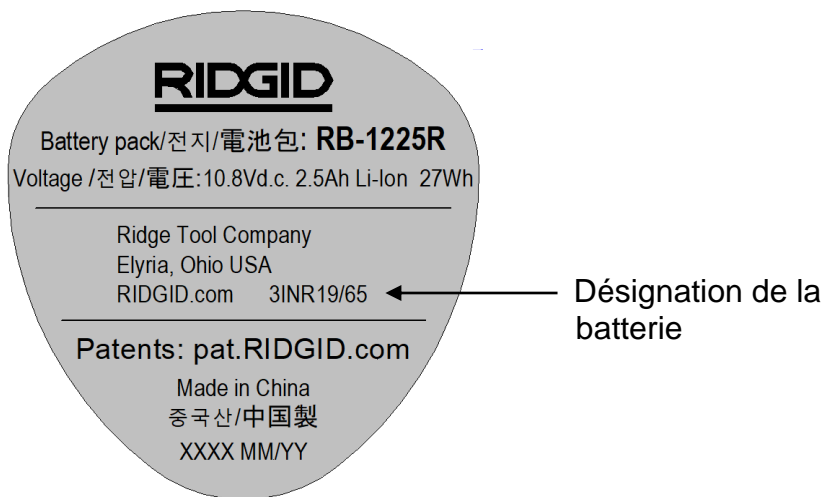 RIDGID
Battery pack/전지/電池包: RB-1225R
Voltage /전압/電圧:10.8Vd.c. 2.5Ah Li-Ion 27Wh
Ridge Tool Company
Elyria, Ohio USA
RIDGID.com 3INR19/65
Désignation de la
batterie
Patents: pat.RIDGID.com
Made in China
중국산/中国製
XXXX MM/YY